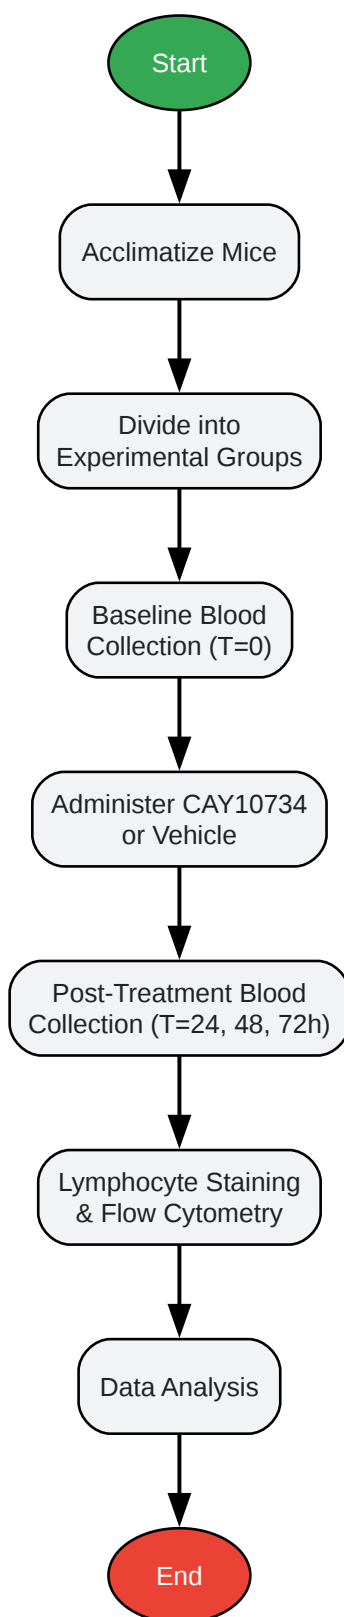 Start
Acclimatize Mice
Divide into
Experimental Groups
Baseline Blood
Collection (T=0)
Administer CAY10734
or Vehicle
Post-Treatment Blood
Collection (T=24, 48, 72h)
Lymphocyte Staining
& Flow Cytometry
Data Analysis
End